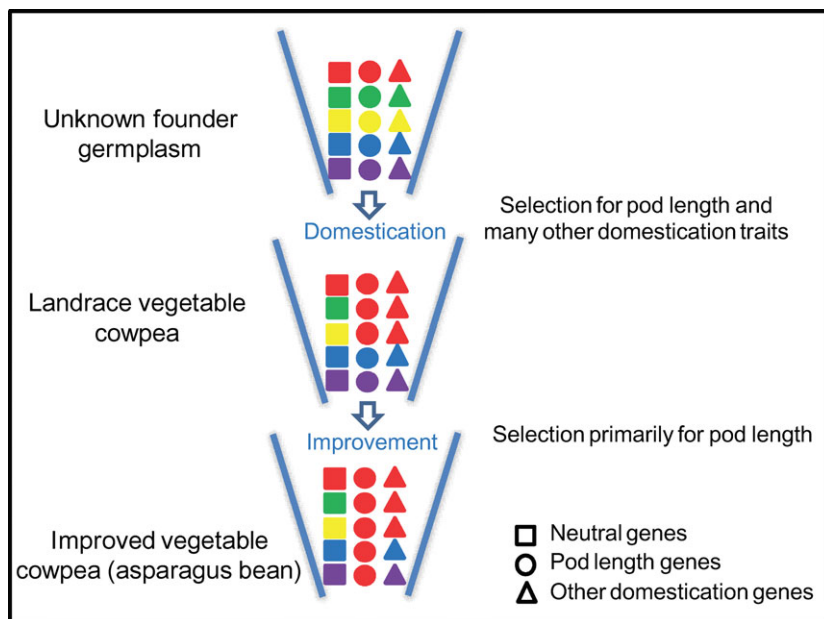 Unknown founder
germplasm
Domestication
Selection for pod length and
many other domestication traits
Landrace vegetable
cowpea
Improvement
Selection primarily for pod length
Improved vegetable
cowpea (asparagus bean)
Neutral genes
Pod length genes
Other domestication genes